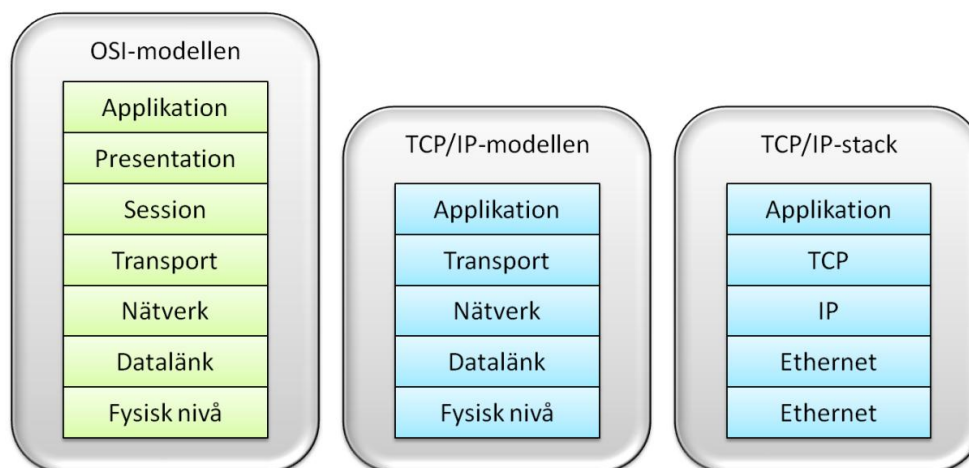 OSI-modellen
Applikation
Presentation
Session
Transport
Nätverk
Datalänk
Fysisk nivå
TCP/IP-modellen
Applikation
Transport
Nätverk
Datalänk
Fysisk nivå
TCP/IP-stack
Applikation
TCP
IP
Ethernet
Ethernet